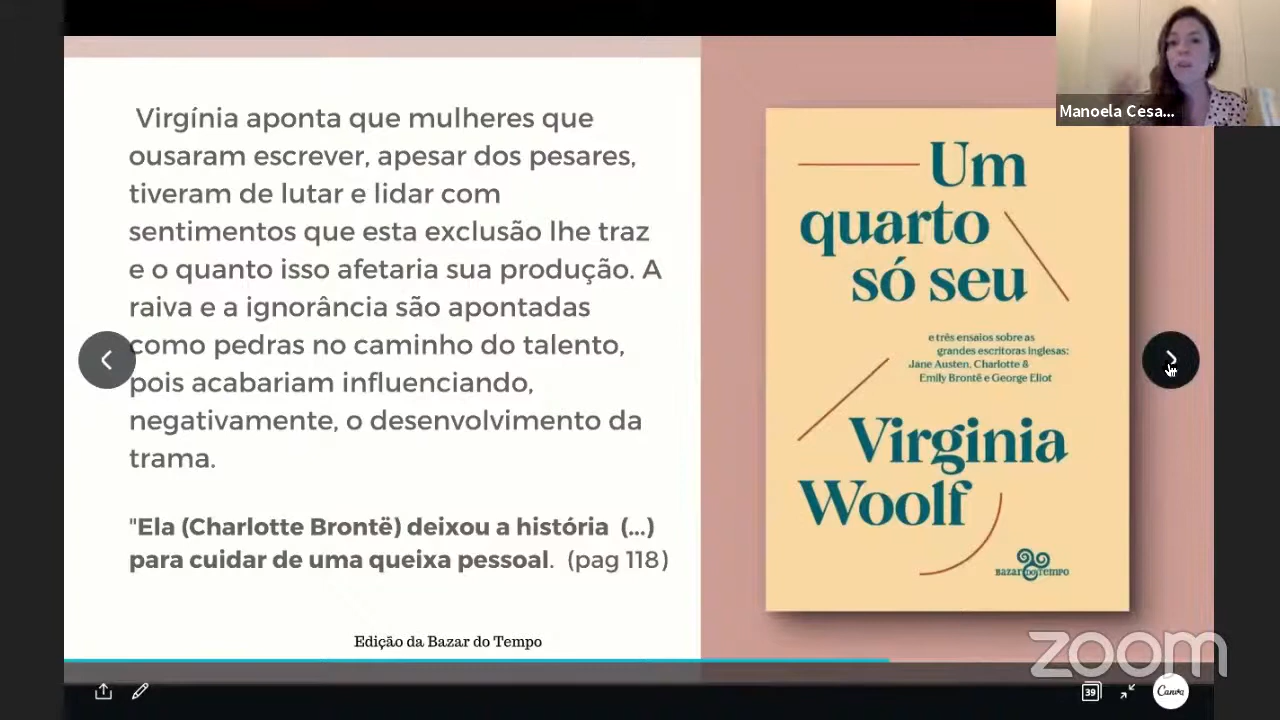 Virgínia aponta que mulheres que
ousaram escrever, apesar dos pesares,
tiveram de lutar e lidar com
sentimentos que esta exclusão lhe traz
e o quanto isso afetaria sua produção. A
raiva e a ignorância são apontadas
como pedras no caminho do talento,
pois acabariam influenciando,
negativamente, o desenvolvimento da
trama.
"Ela (Charlotte Brontë) deixou a história (...)
para cuidar de uma queixa pessoal. (pag 118)
Edição da Bazar do Tempo
Um
quarto
só seu
e três ensaios sobre as
grandes escritoras inglesas:
Jane Austen, Charlotte &
Emily Brontë e George Eliot
Virginia
Woolf
BAZAR DO TEMPO
Manoela Cesa...
zoom
39
Canva